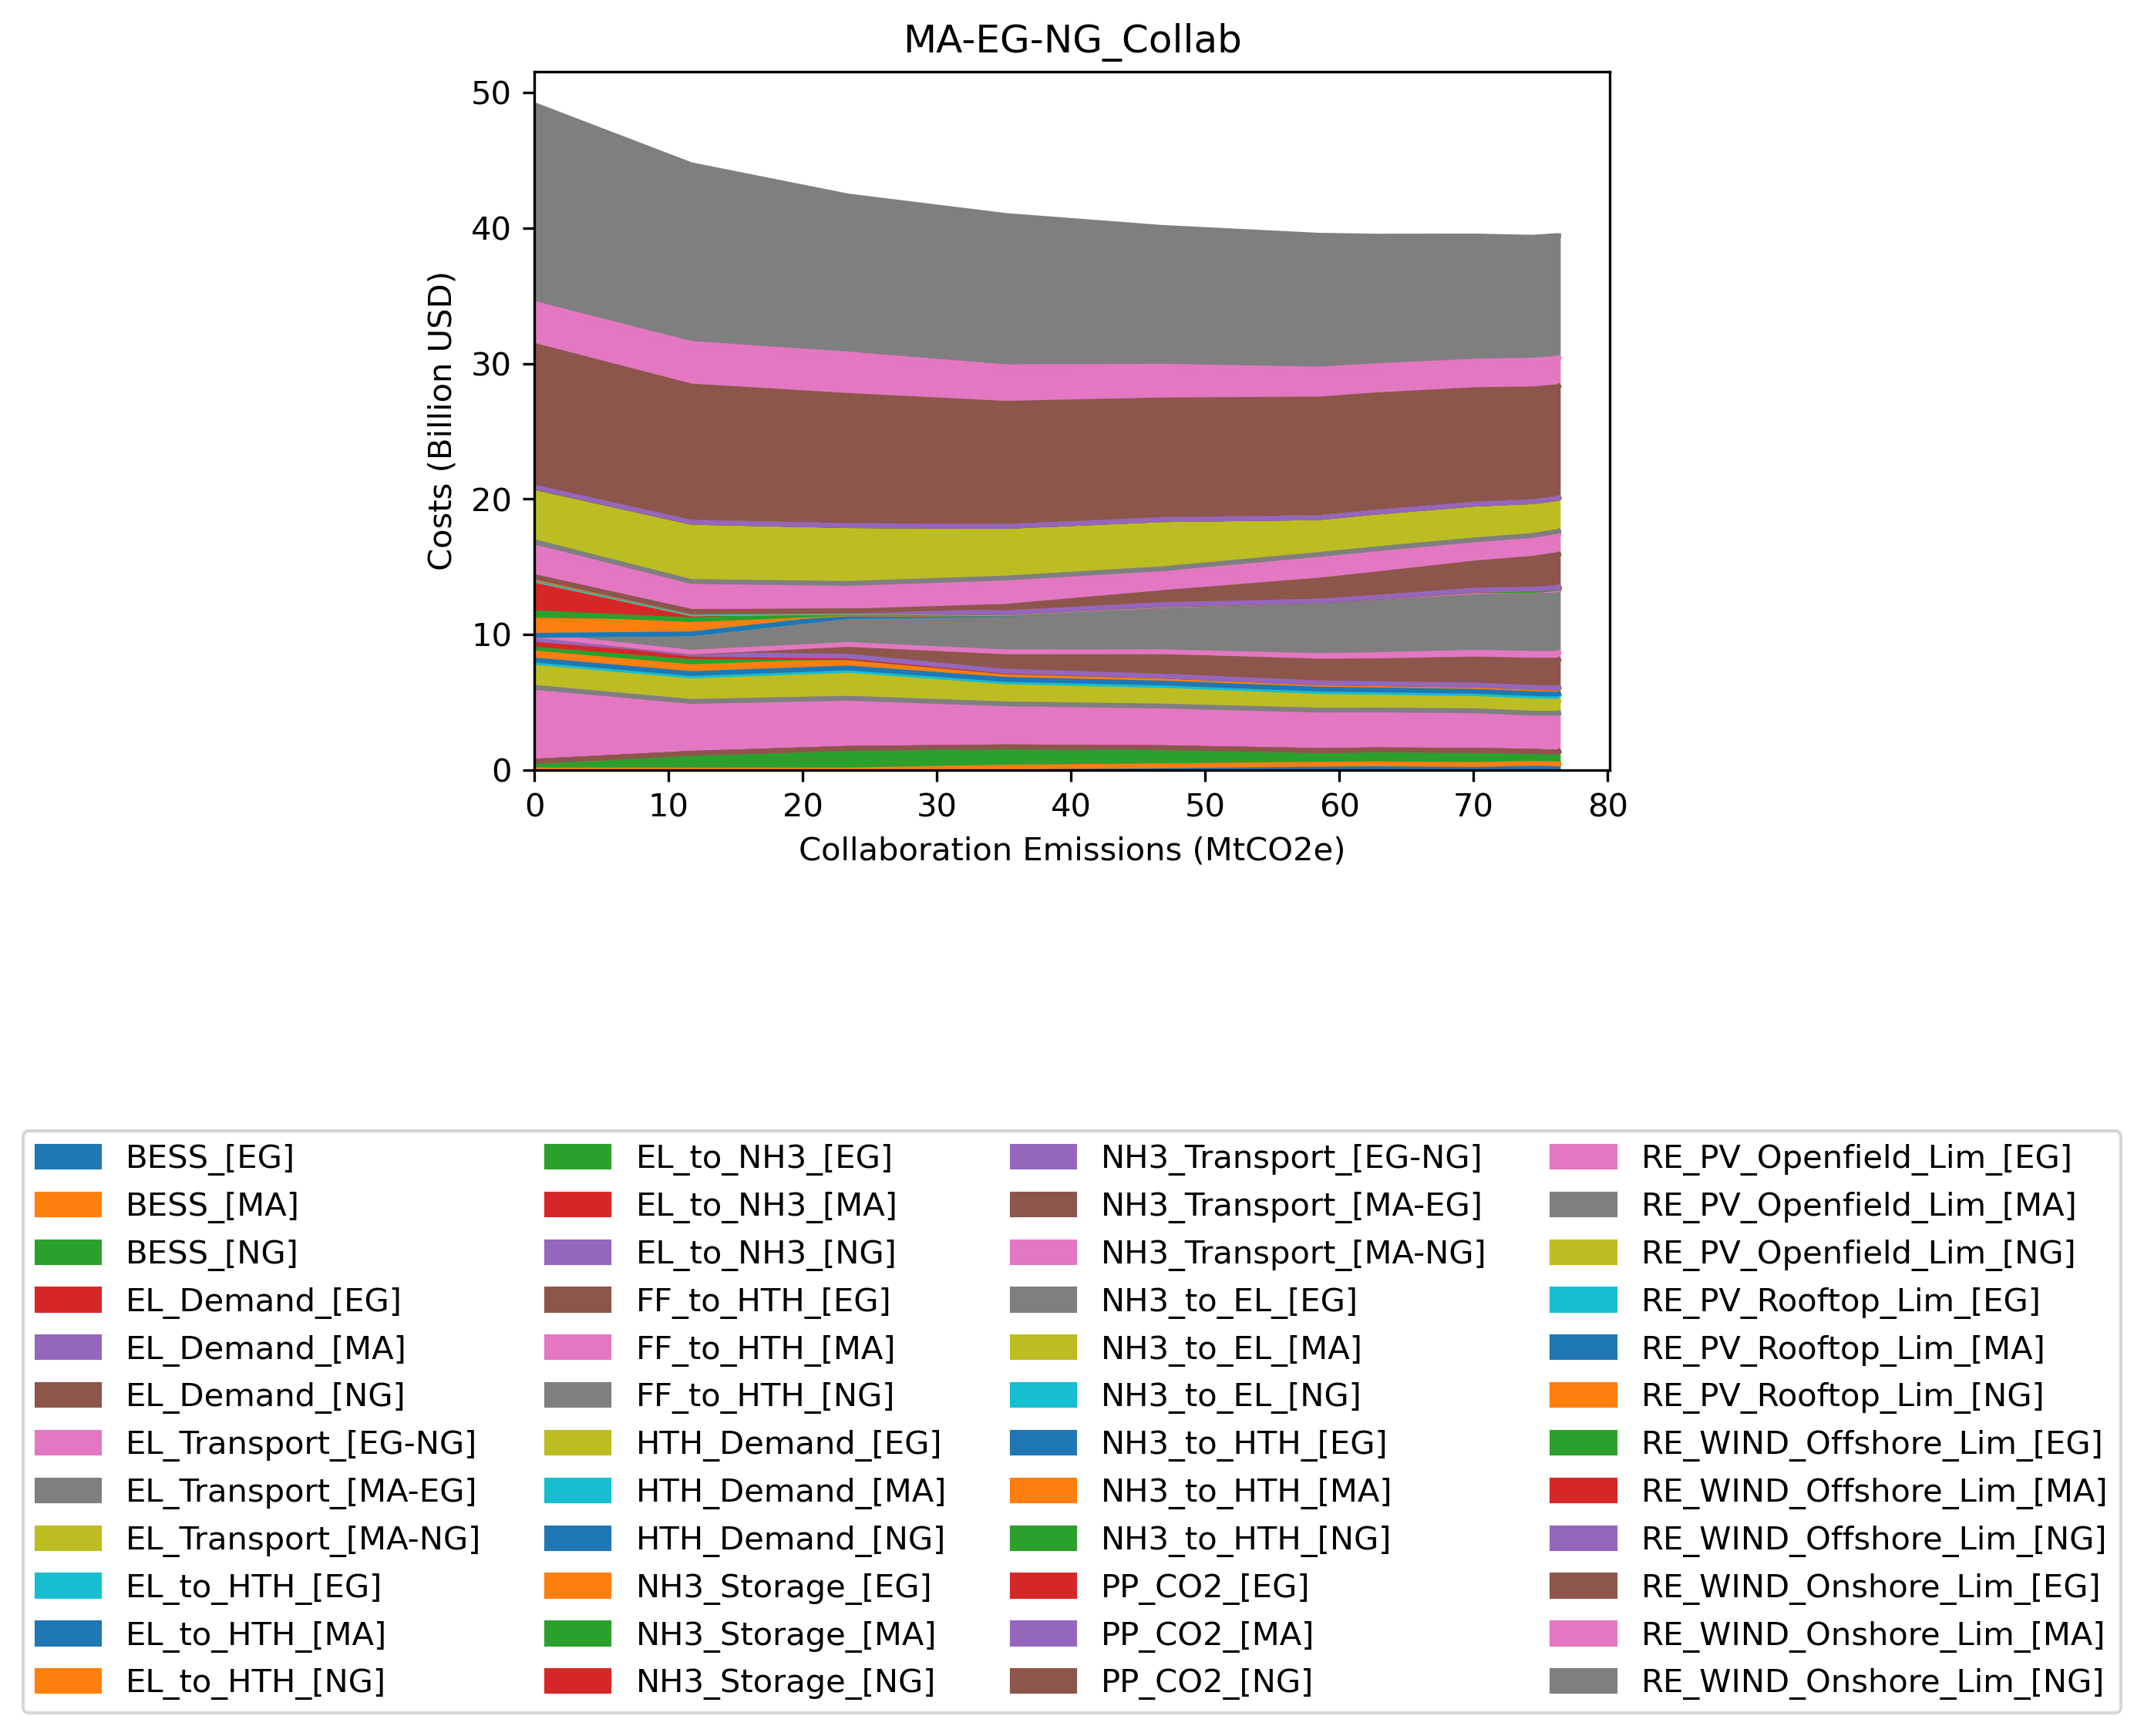 MA-EG-NG_Collab
50
40
30
20
10
0
Costs (Billion USD)
0 10 20 30 40 50 60 70 80
Collaboration Emissions (MtCO2e)
BESS_[EG]
BESS_[MA]
BESS_[NG]
EL_Demand_[EG]
EL_Demand_[MA]
EL_Demand_[NG]
EL_Transport_[EG-NG]
EL_Transport_[MA-EG]
EL_Transport_[MA-NG]
EL_to_HTH_[EG]
EL_to_HTH_[MA]
EL_to_HTH_[NG]
EL_to_NH3_[EG]
EL_to_NH3_[MA]
EL_to_NH3_[NG]
FF_to_HTH_[EG]
FF_to_HTH_[MA]
FF_to_HTH_[NG]
HTH_Demand_[EG]
HTH_Demand_[MA]
HTH_Demand_[NG]
NH3_Storage_[EG]
NH3_Storage_[MA]
NH3_Storage_[NG]
NH3_Transport_[EG-NG]
NH3_Transport_[MA-EG]
NH3_Transport_[MA-NG]
NH3_to_EL_[EG]
NH3_to_EL_[MA]
NH3_to_EL_[NG]
NH3_to_HTH_[EG]
NH3_to_HTH_[MA]
NH3_to_HTH_[NG]
PP_CO2_[EG]
PP_CO2_[MA]
PP_CO2_[NG]
RE_PV_Openfield_Lim_[EG]
RE_PV_Openfield_Lim_[MA]
RE_PV_Openfield_Lim_[NG]
RE_PV_Rooftop_Lim_[EG]
RE_PV_Rooftop_Lim_[MA]
RE_PV_Rooftop_Lim_[NG]
RE_WIND_Offshore_Lim_[EG]
RE_WIND_Offshore_Lim_[MA]
RE_WIND_Offshore_Lim_[NG]
RE_WIND_Onshore_Lim_[EG]
RE_WIND_Onshore_Lim_[MA]
RE_WIND_Onshore_Lim_[NG]